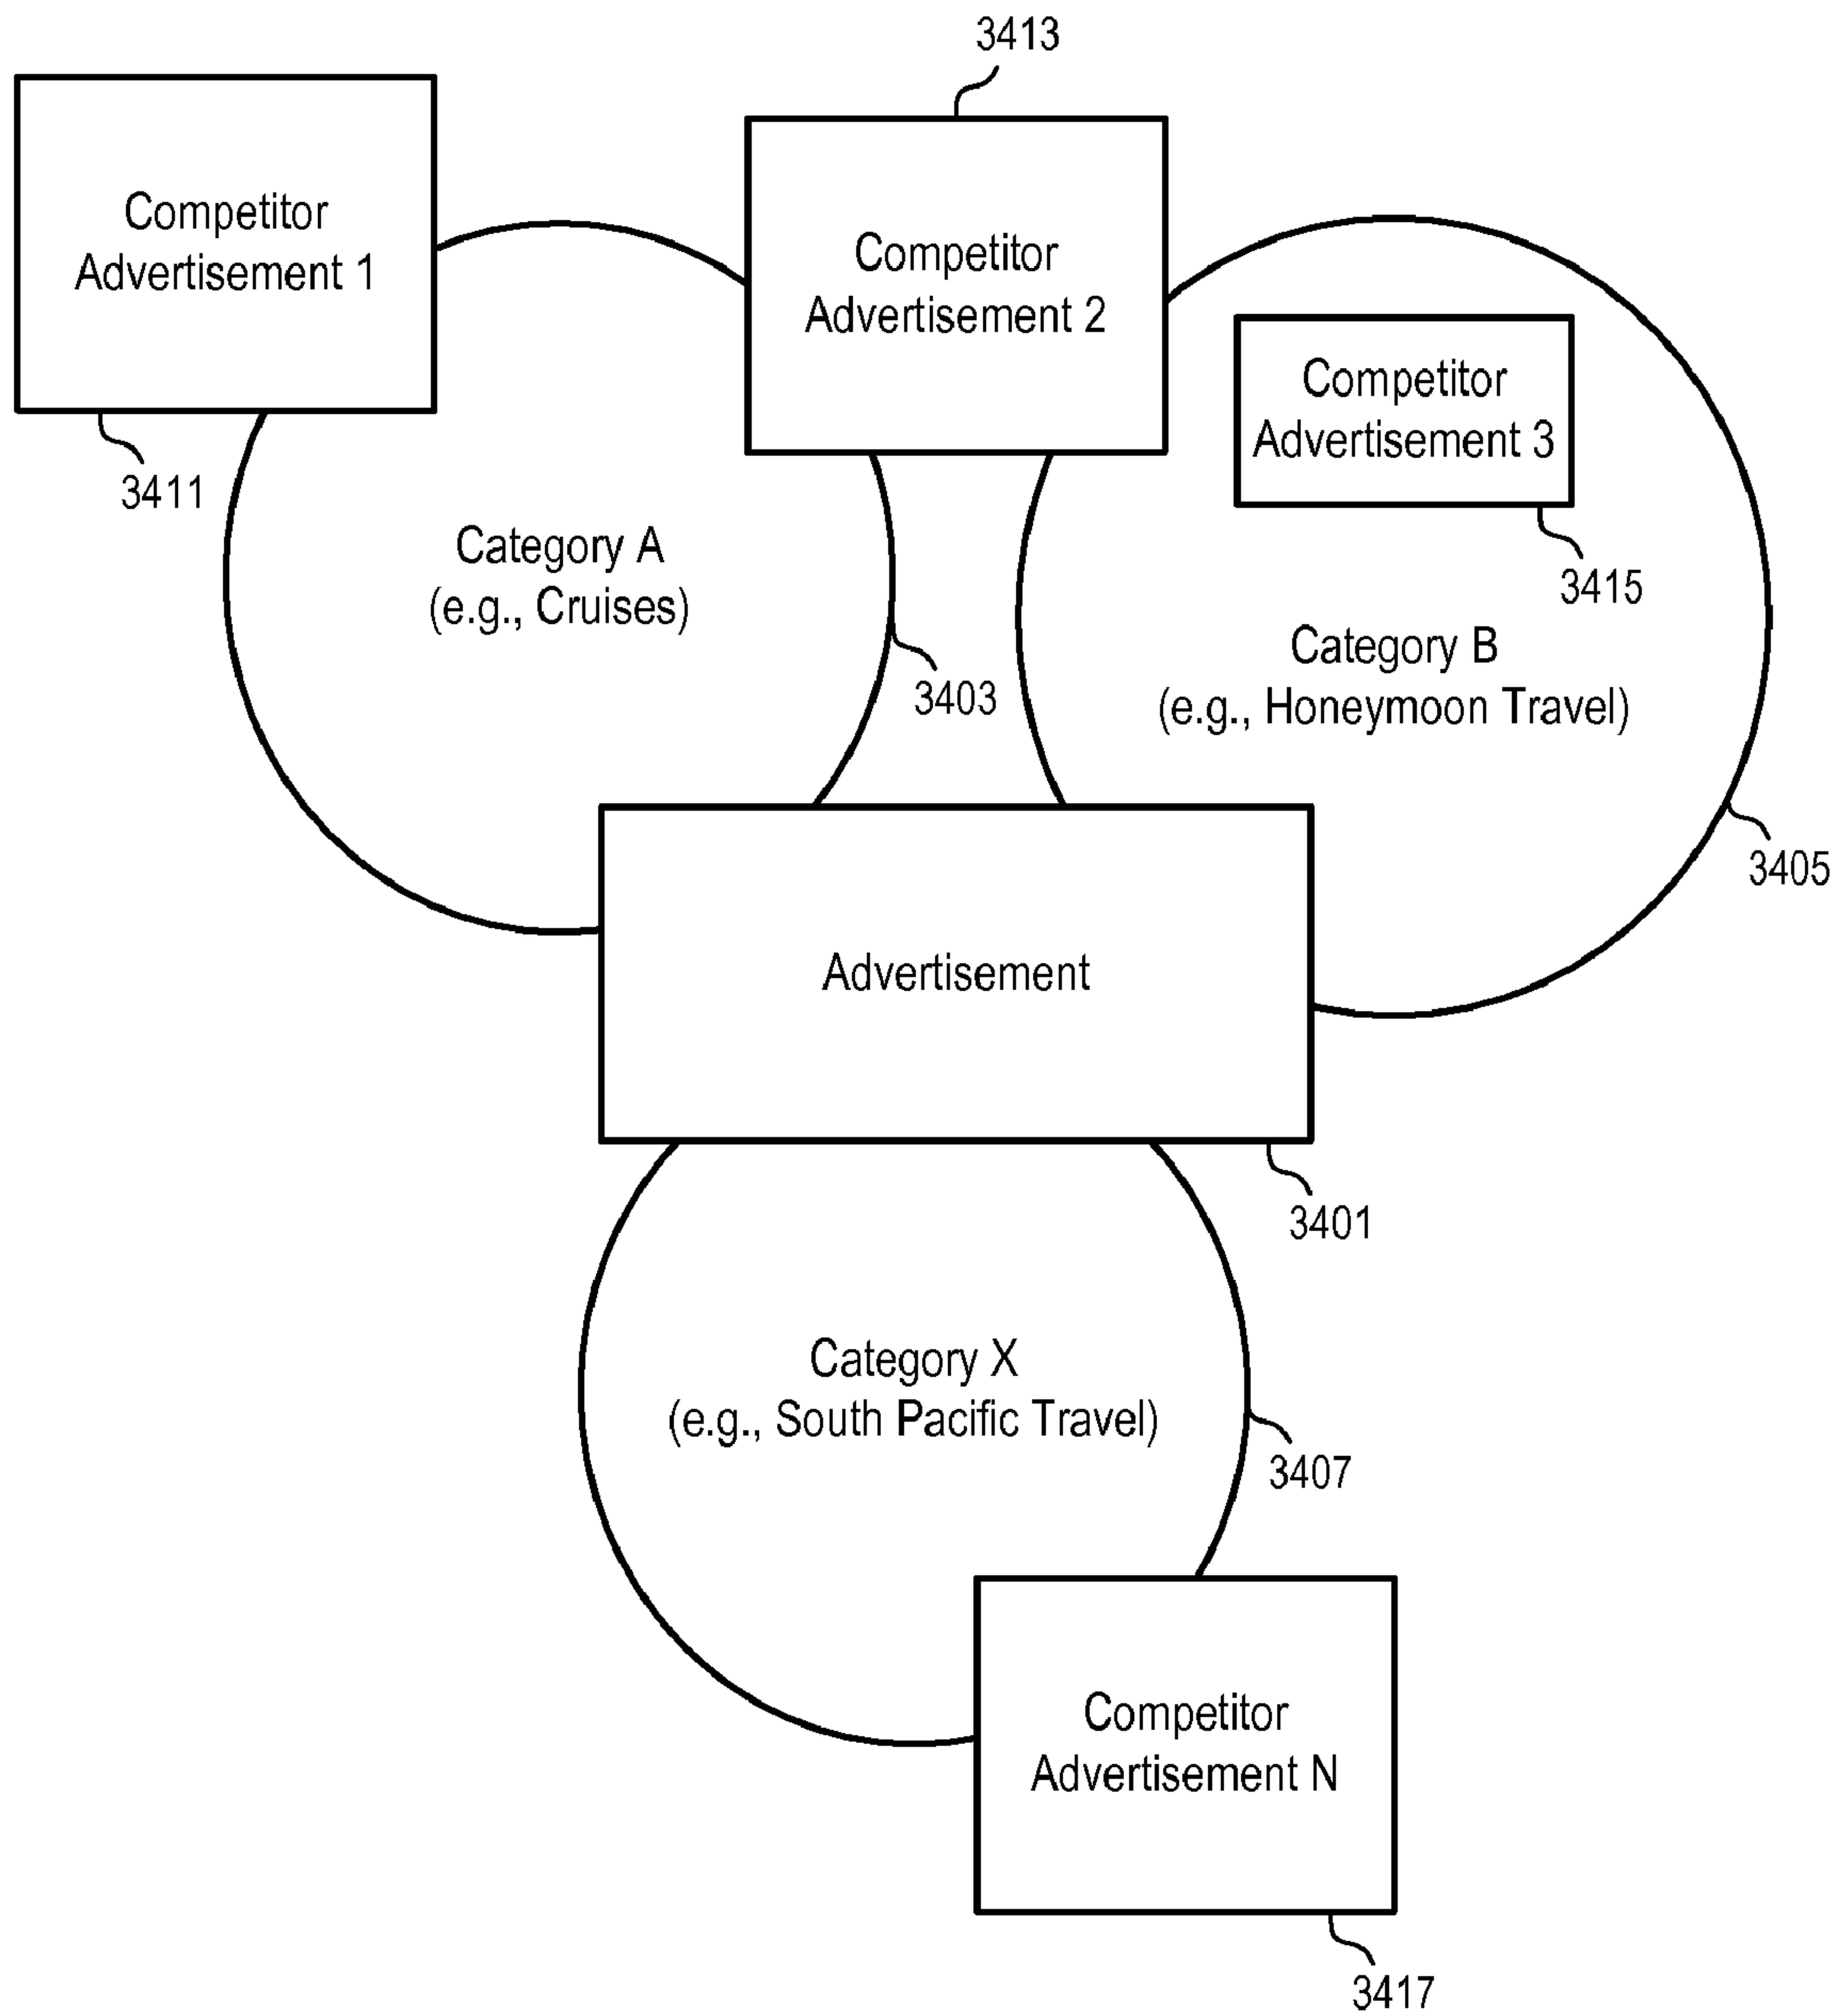 3413
Competitor
Advertisement 1
Competitor
Advertisement 2
Competitor
Advertisement 3
3411
3415
Category A
(e.g., Cruises)
3403
Category B
(e.g., Honeymoon Travel)
3405
Advertisement
3401
Category X
(e.g., South Pacific Travel)
3407
Competitor
Advertisement N
3417